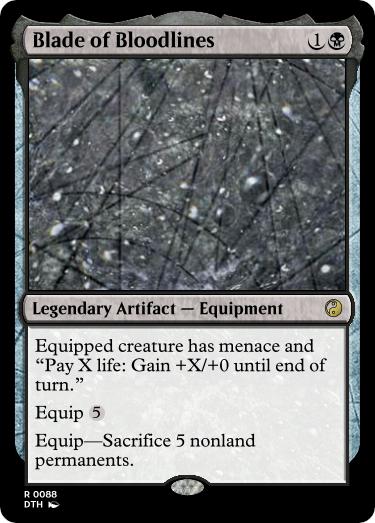 Blade of Bloodlines 1
Legendary Artifact — Equipment
Equipped creature has menace and
“Pay X life: Gain +X/+0 until end of
turn.”
Equip 5
Equip—Sacrifice 5 nonland
permanents.
R 0088
DTH